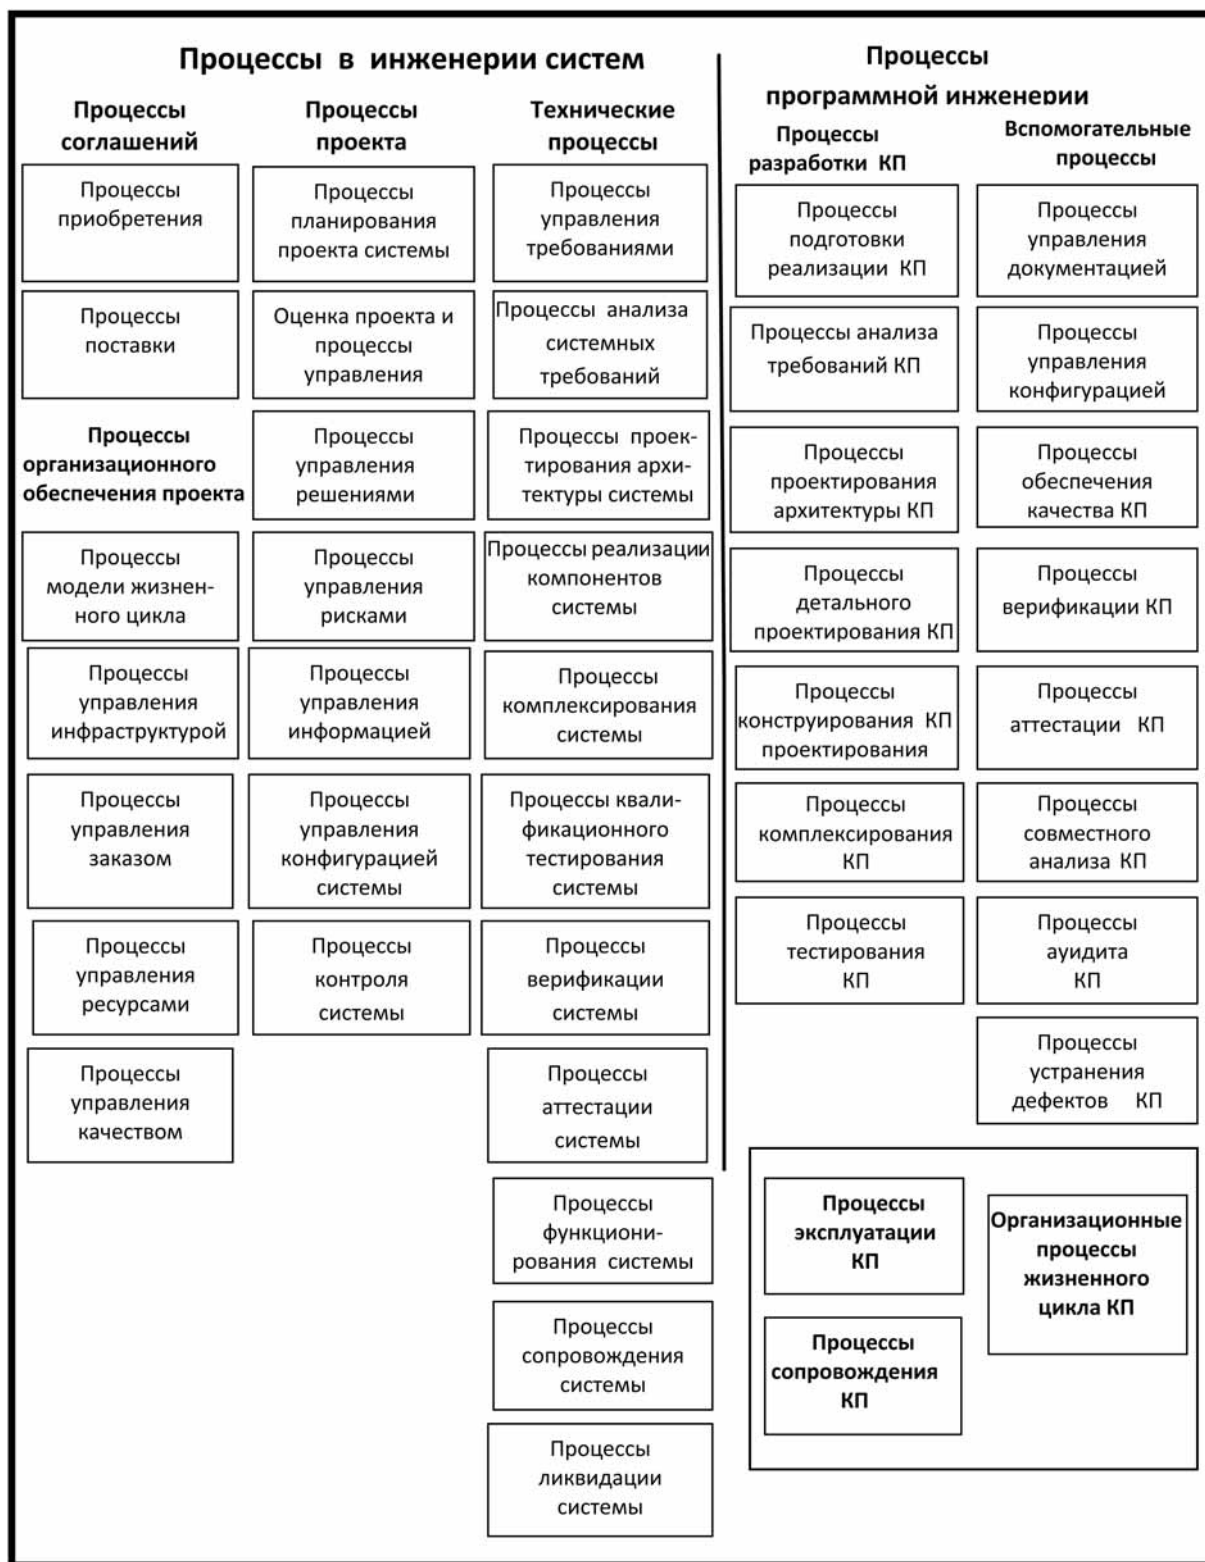 Процессы в инженерии систем
Процессы
соглашений
Процессы
приобретения
Процессы
поставки
Процессы
организационного
обеспечения проекта
Процессы
модели жизнен-
ного цикла
Процессы
управления
инфраструктурой
Процессы
управления
заказом
Процессы
управления
ресурсами
Процессы
управления
качеством
Процессы
проекта
Процессы
планирования
проекта системы
Оценка проекта и
процессы
управления
Процессы
управления
решениями
Процессы
управления
рисками
Процессы
управления
информацией
Процессы
управления
конфигурацией
системы
Процессы
контроля
системы
Технические
процессы
Процессы
управления
требованиями
Процессы анализа
системных
требований
Процессы проек-
тирования архи-
тектуры системы
Процессы реализации
компонентов
системы
Процессы
комплексирования
системы
Процессы квали-
фикационного
тестирования
системы
Процессы
верификации
системы
Процессы
аттестации
системы
Процессы
функциони-
рования системы
Процессы
сопровождения
системы
Процессы
ликвидации
системы
Процессы
программной инженерии
Процессы
разработки КП
Процессы
подготовки
реализации КП
Процессы анализа
требований КП
Процессы
проектирования
архитектуры КП
Процессы
детального
проектирования КП
Процессы
конструирования КП
проектирования
Процессы
комплексирования
КП
Процессы
тестирования
КП
Вспомогательные
процессы
Процессы
управления
документацией
Процессы
управления
конфигурацией
Процессы
обеспечения
качества КП
Процессы
верификации КП
Процессы
аттестации КП
Процессы
совместного
анализа КП
Процессы
ауидита
КП
Процессы
устранения
дефектов КП
Процессы
эксплуатации
КП
Процессы
сопровождения
КП
Организационные
процессы
жизненного
цикла КП